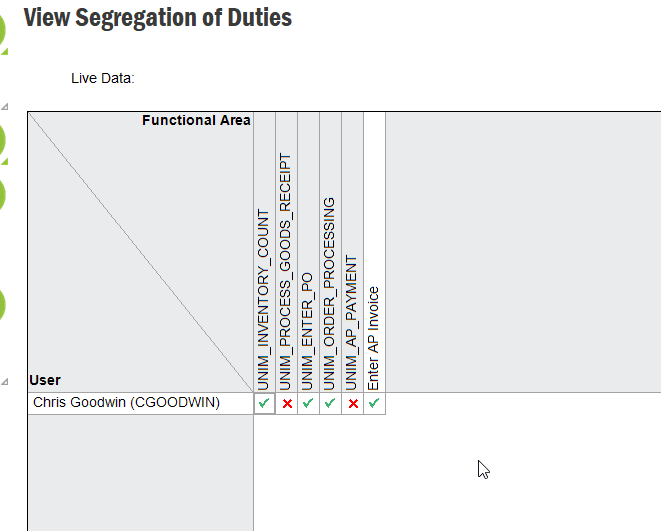 View Segregation of Duties
Live Data:
Functional Area
UNIM_INVENTORY_COUNT
UNIM_PROCESS_GOODS_RECEIPT
UNIM_ENTER_PO
UNIM_ORDER_PROCESSING
UNIM_AP_PAYMENT
Enter AP Invoice
User
Chris Goodwin (CGOODWIN)